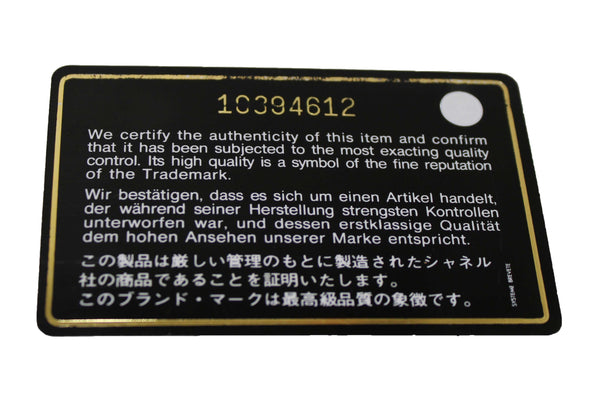 10394612
We certify the authenticity of this item and confirm
that it has been subjected to the most exacting quality
control. Its high quality is a symbol of the fine reputation
of the Trademark.
Wir bestätigen, dass es sich um einen Artikel handelt,
der während seiner Herstellung strengsten Kontrollen
unterworfen war, und dessen erstklassige Qualität
dem hohen Ansehen unserer Marke entspricht.
この製品は厳しい管理のもとに製造されたシャネル
社の商品であることを証明いたします。
このブランド・マークは最高級品質の象徴です。
SYSTEME BREVETE